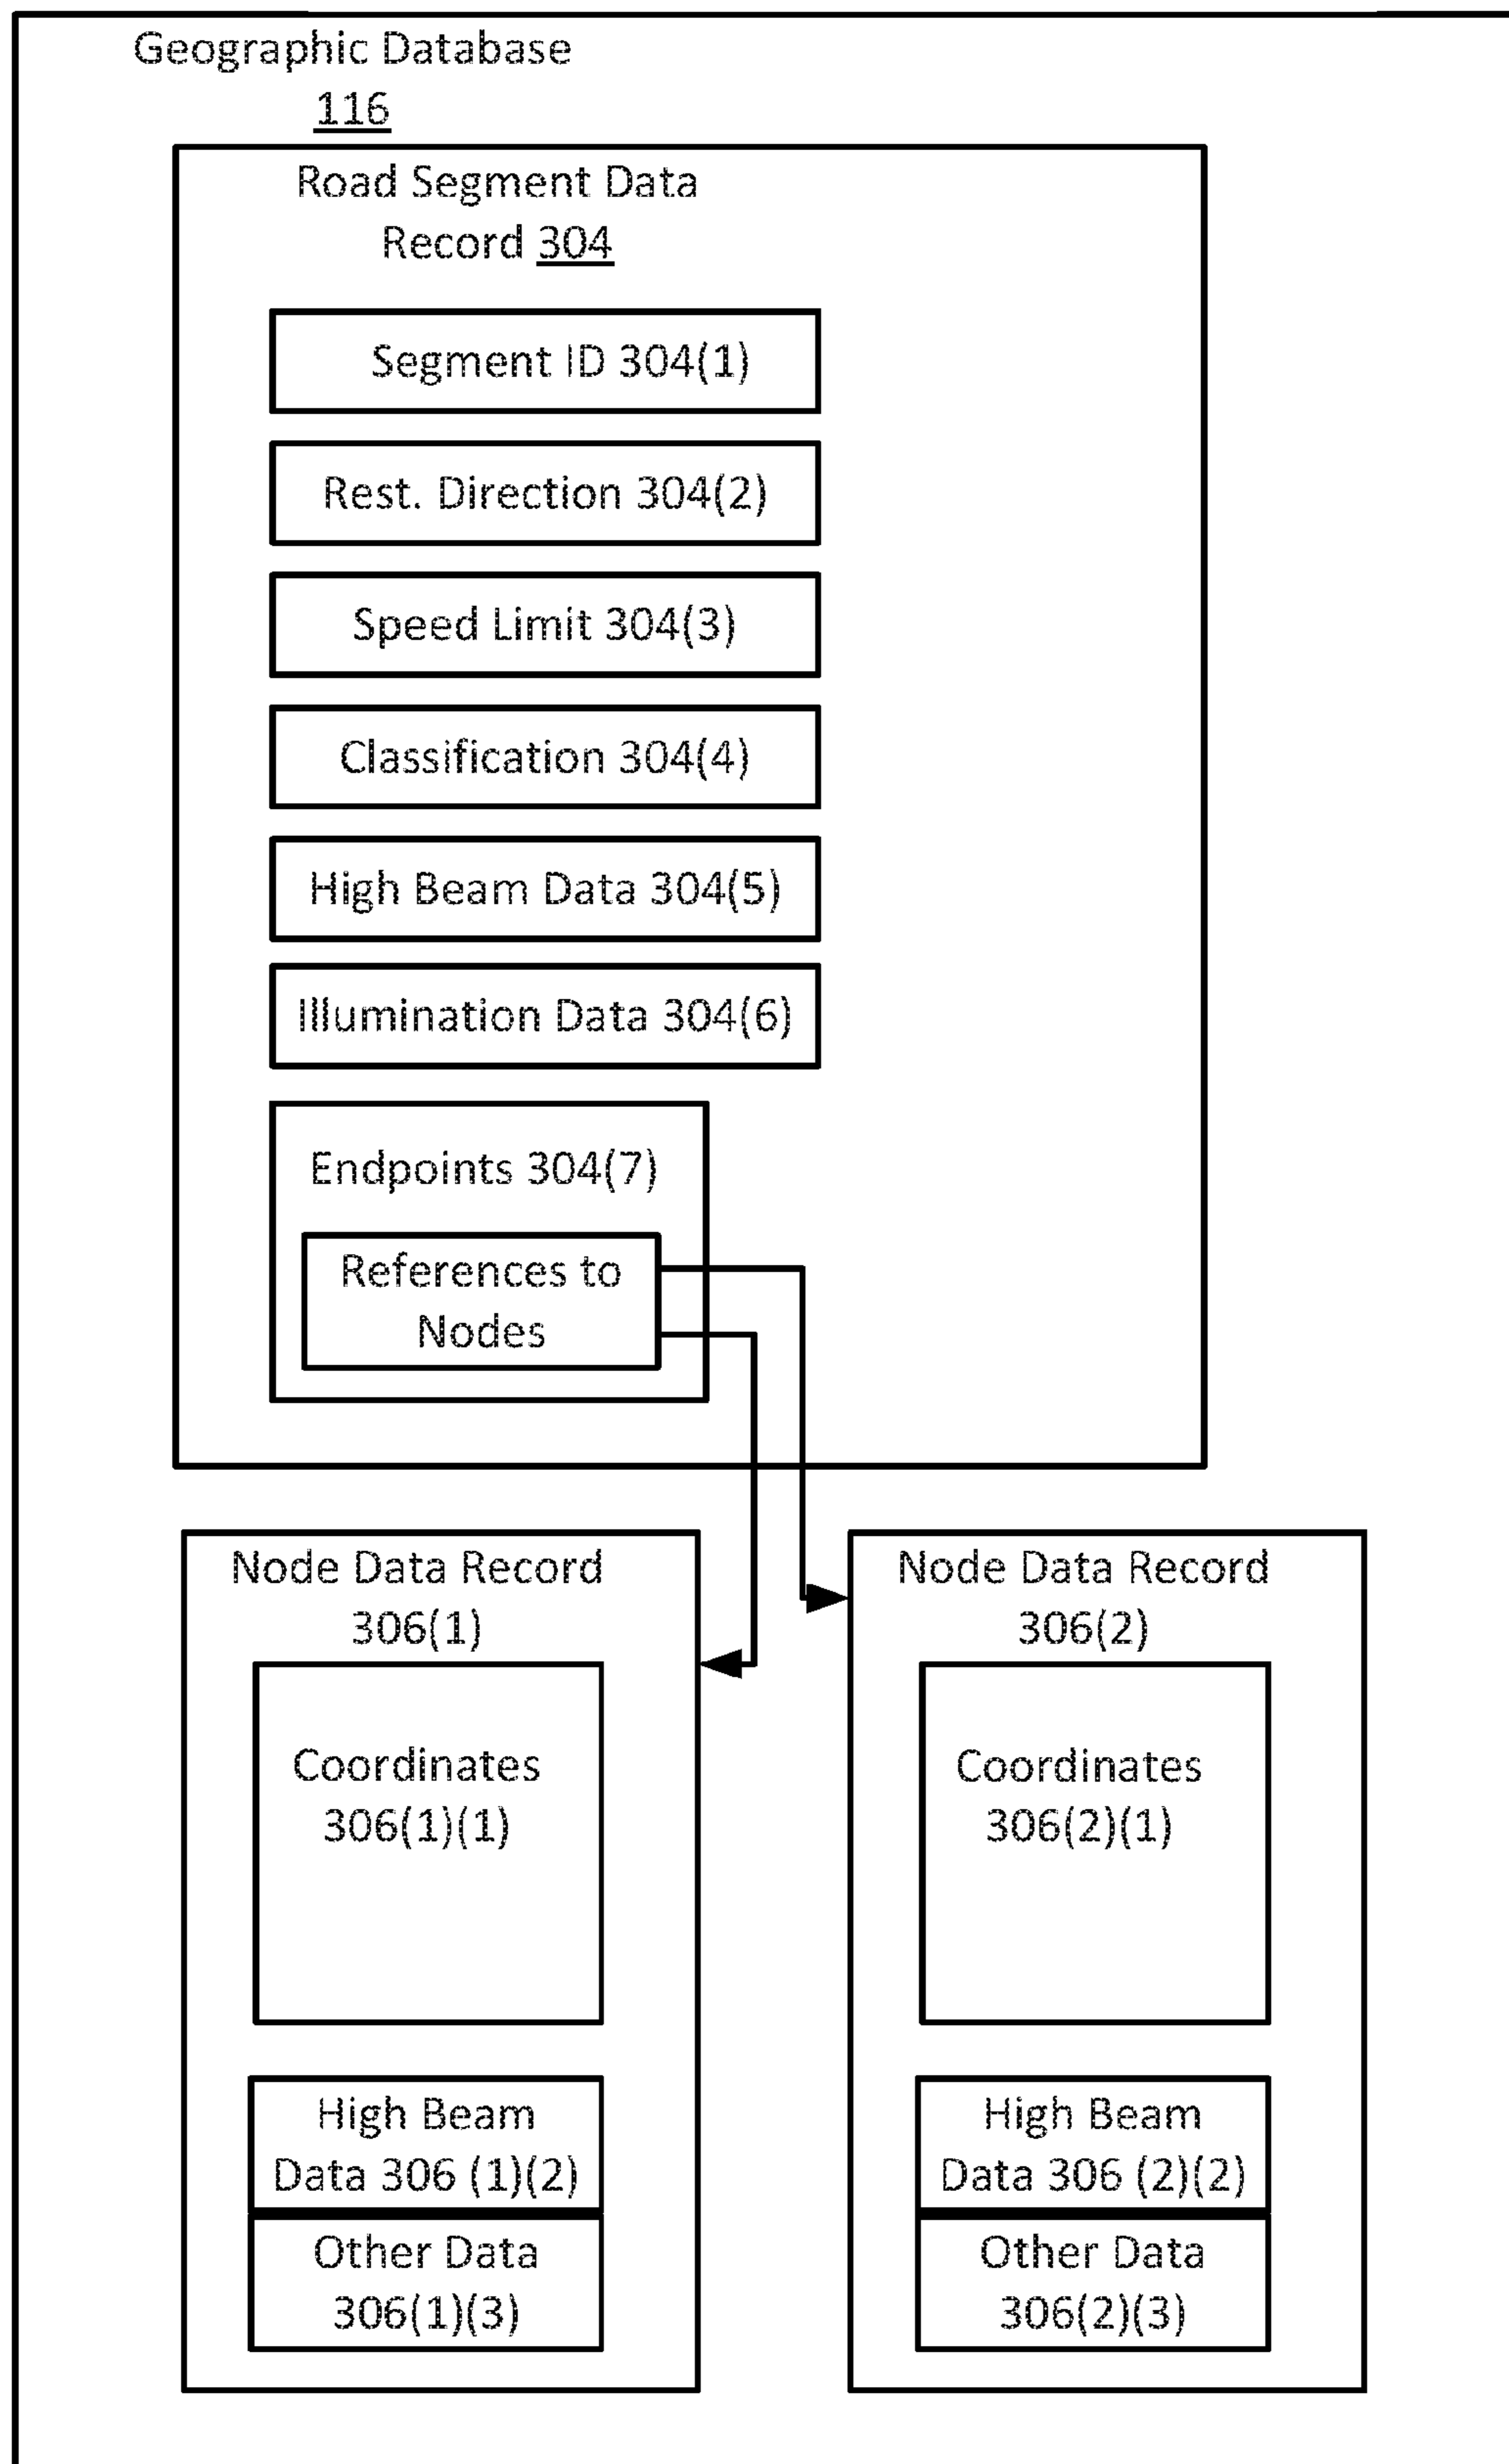 Geographic Database
116
Road Segment Data
Record 304
Segment ID 304(1)
Rest. Direction 304(2)
Speed Limit 304(3)
Classification 304(4)
High Beam Data 304(5)
Illumination Data 304(6)
Endpoints 304(7)
References to
Nodes
Node Data Record
306(1)
Coordinates
306(1)(1)
High Beam
Data 306 (1)(2)
Other Data
306(1)(3)
Node Data Record
306(2)
Coordinates
306(2)(1)
High Beam
Data 306 (2)(2)
Other Data
306(2)(3)